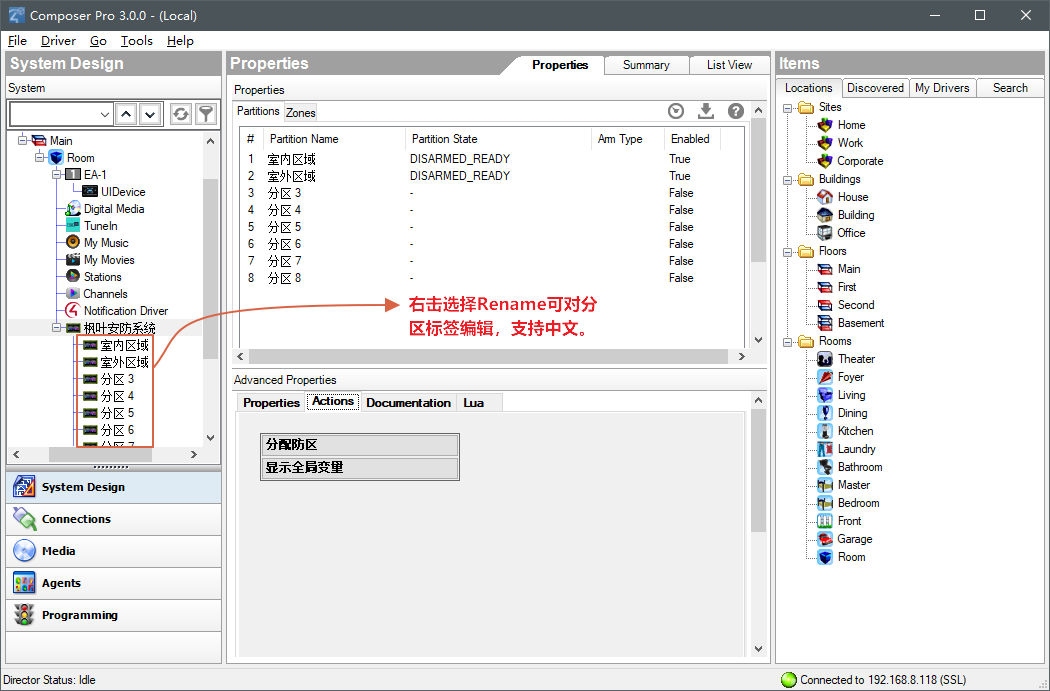 Composer Pro 3.0.0 - (Local)
File Driver Go Tools Help
System Design
System
Main
Room
EA-1
UIDevice
Digital Media
TuneIn
My Music
My Movies
Stations
Channels
Notification Driver
枫叶安防系统
室内区域
室外区域
分区 3
分区 4
分区 5
分区 6
分区 7
System Design
Connections
Media
Agents
Programming
Properties
Properties Summary List View
Properties
Partitions Zones
# Partition Name Partition State Arm Type Enabled
1 室内区域 DISARMED_READY True
2 室外区域 DISARMED_READY True
3 分区 3 - False
4 分区 4 - False
5 分区 5 - False
6 分区 6 - False
7 分区 7 - False
8 分区 8 - False
右击选择Rename可对分
区标签编辑，支持中文。
Advanced Properties
Properties Actions Documentation Lua
分配防区
显示全局变量
Items
Locations Discovered My Drivers Search
Sites
Home
Work
Corporate
Buildings
House
Building
Office
Floors
Main
First
Second
Basement
Rooms
Theater
Foyer
Living
Dining
Kitchen
Laundry
Bathroom
Master
Bedroom
Front
Garage
Room
Director Status: Idle
Connected to 192.168.8.118 (SSL)